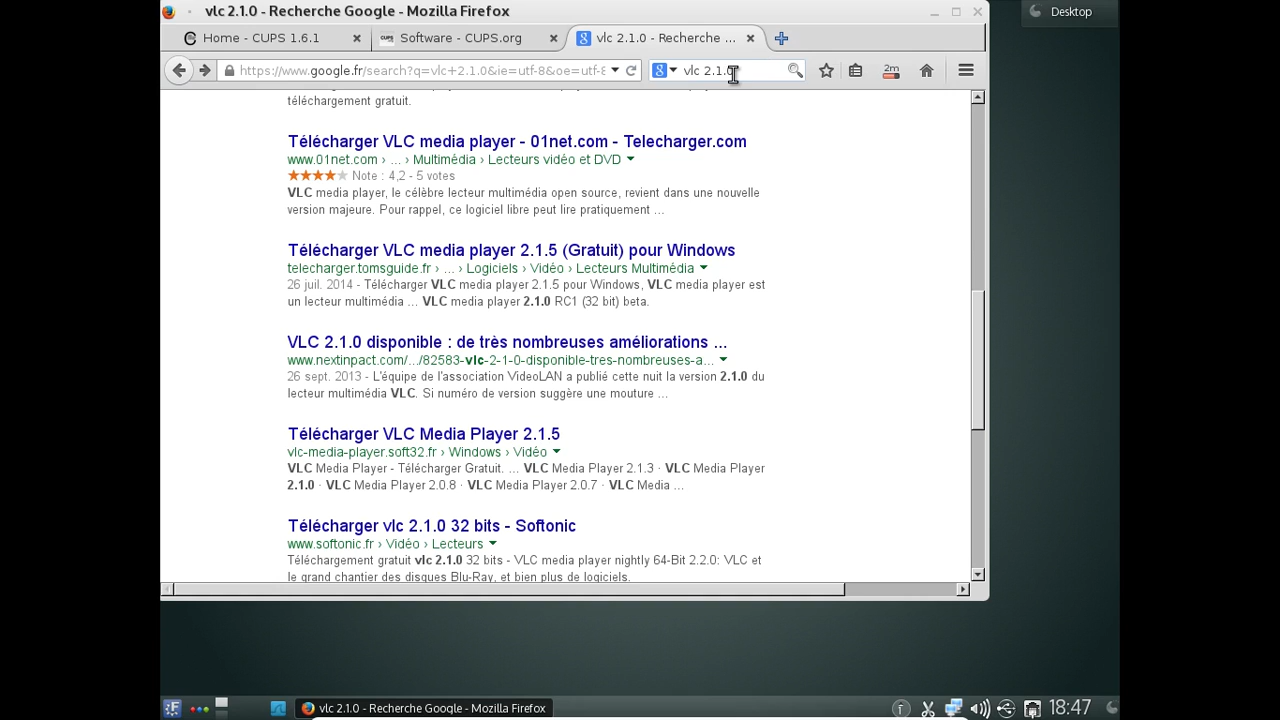 vlc 2.1.0 - Recherche Google - Mozilla Firefox
Desktop
Home - CUPS 1.6.1
Software - CUPS.org
vlc 2.1.0 - Recherche ...
https://www.google.fr/search?q=vlc+2.1.0&ie=utf-8&oe=utf-8
vlc 2.1.0
2m
téléchargement gratuit.
Télécharger VLC media player - 01net.com - Telecharger.com
www.01net.com › ... › Multimédia › Lecteurs vidéo et DVD
Note : 4,2 - 5 votes
VLC media player, le célèbre lecteur multimédia open source, revient dans une nouvelle
version majeure. Pour rappel, ce logiciel libre peut lire pratiquement ...
Télécharger VLC media player 2.1.5 (Gratuit) pour Windows
telecharger.tomsguide.fr › ... › Logiciels › Vidéo › Lecteurs Multimédia
26 juil. 2014 - Télécharger VLC media player 2.1.5 pour Windows, VLC media player est
un lecteur multimédia ... VLC media player 2.1.0 RC1 (32 bit) beta.
VLC 2.1.0 disponible : de très nombreuses améliorations ...
www.nextinpact.com/.../82583-vlc-2-1-0-disponible-tres-nombreuses-a...
26 sept. 2013 - L'équipe de l'association VideoLAN a publié cette nuit la version 2.1.0 du
lecteur multimédia VLC. Si numéro de version suggère une mouture ...
Télécharger VLC Media Player 2.1.5
vlc-media-player.soft32.fr › Windows › Vidéo
VLC Media Player - Télécharger Gratuit. ... VLC Media Player 2.1.3 · VLC Media Player
2.1.0 · VLC Media Player 2.0.8 · VLC Media Player 2.0.7 · VLC Media ...
Télécharger vlc 2.1.0 32 bits - Softonic
www.softonic.fr › Vidéo › Lecteurs
Téléchargement gratuit vlc 2.1.0 32 bits - VLC media player nightly 64-Bit 2.2.0: VLC et
le grand chantier des disques Blu-Ray, et bien plus de logiciels.
vlc 2.1.0 - Recherche Google - Mozilla Firefox
18:47